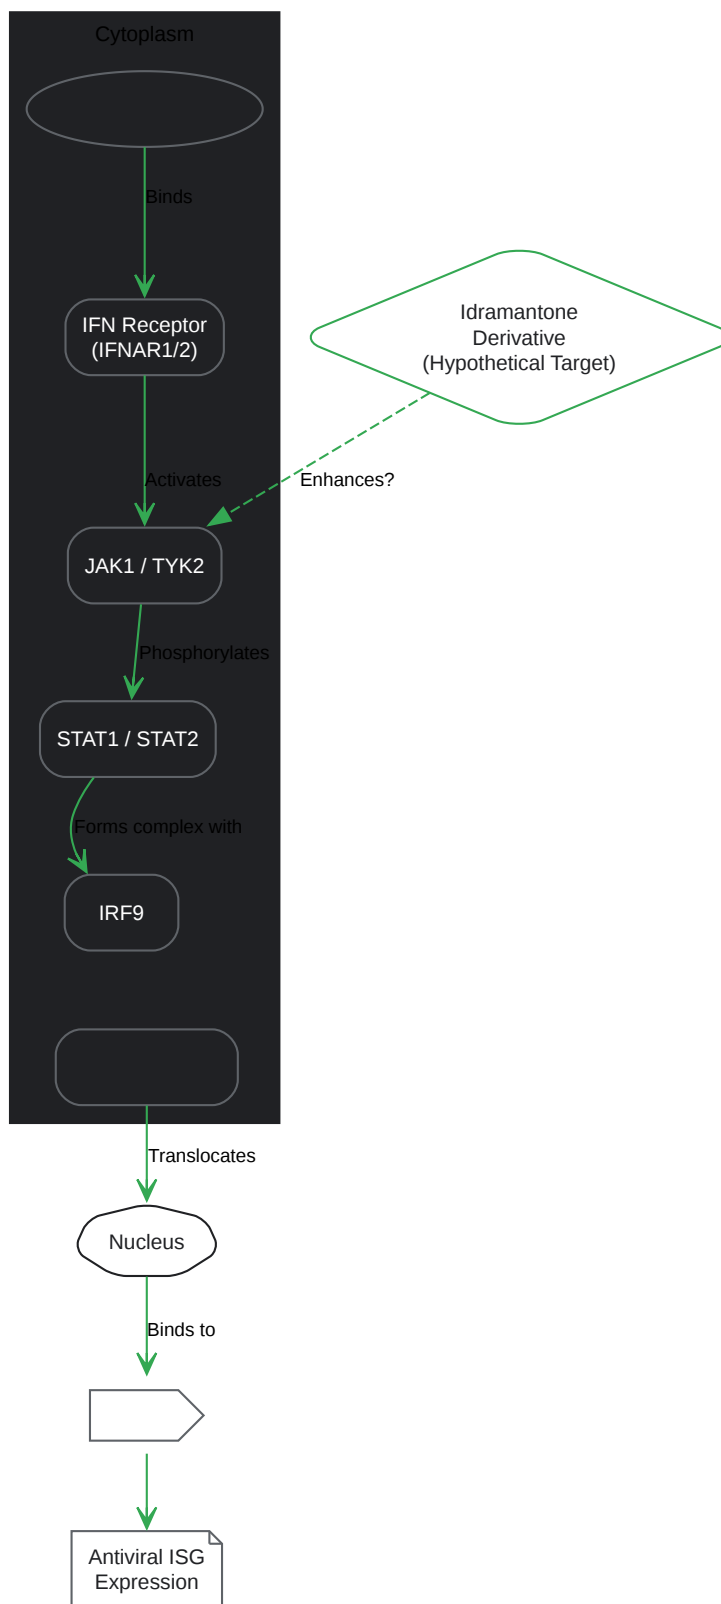 Cytoplasm
Binds
IFN Receptor
(IFNAR1/2)
Idramantone
Derivative
(Hypothetical Target)
Activates
Enhances?
JAK1 / TYK2
Phosphorylates
STAT1 / STAT2
Forms complex with
IRF9
Translocates
Nucleus
Binds to
Antiviral ISG
Expression